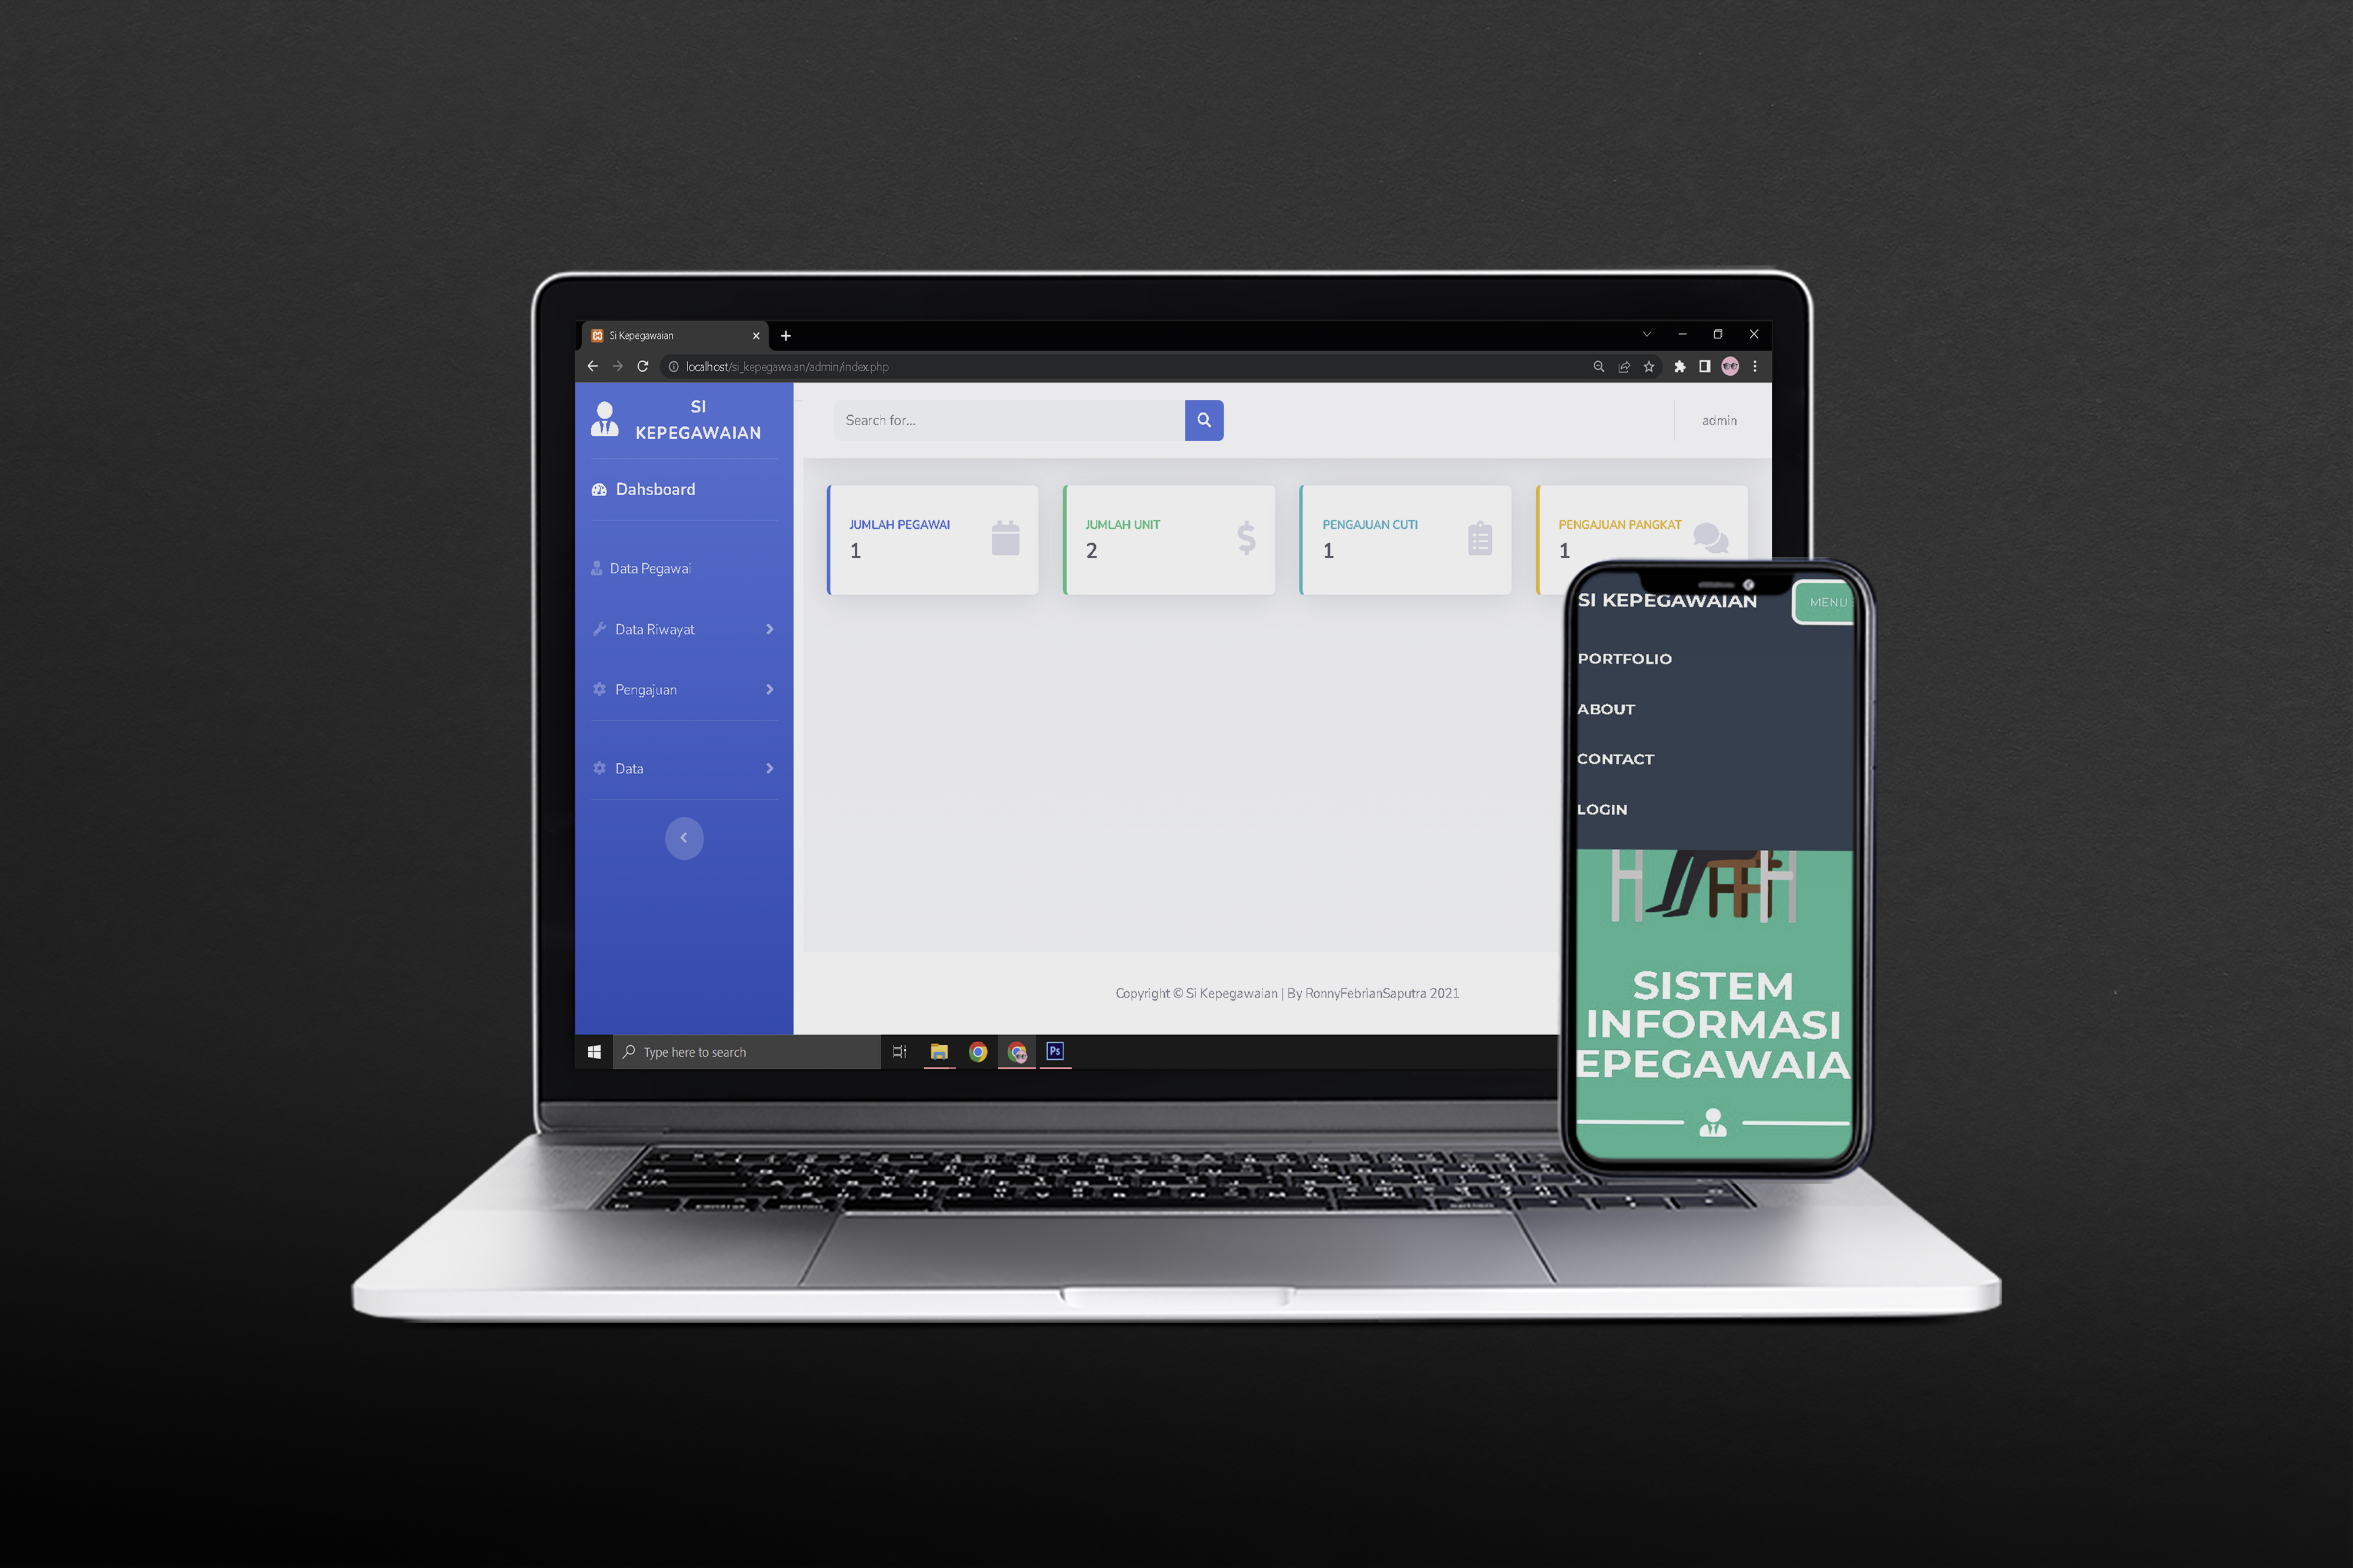 Si Kepegawaian
localhost/si_kepegawaian/admin/index.php
SI
KEPEGAWAIAN
Search for...
admin
Dahsboard
JUMLAH PEGAWAI
1
JUMLAH UNIT
2
PENGAJUAN CUTI
1
PENGAJUAN PANGKAT
1
Data Pegawai
Data Riwayat
Pengajuan
Data
Copyright © Si Kepegawaian | By RonnyFebrianSaputra 2021
Type here to search
Ps
SI KEPEGAWAIAN
MENU
PORTFOLIO
ABOUT
CONTACT
LOGIN
SISTEM
INFORMASI
EPEGAWAIA